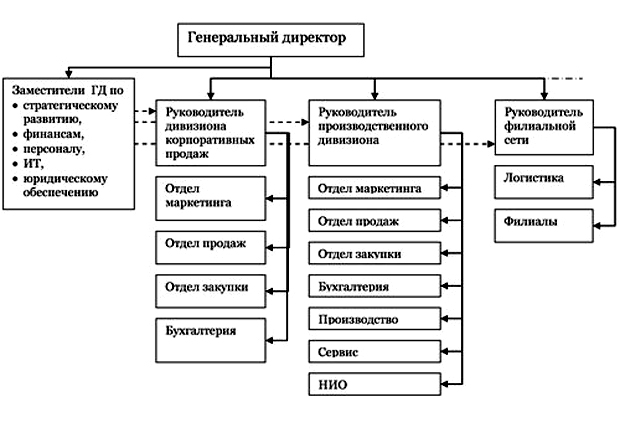 Генеральный директор
Заместители ГД по
• стратегическому
развитию,
• финансам,
• персоналу,
• ИТ,
• юридическому
обеспечению
Руководитель
дивизиона
корпоративных
продаж
Отдел
маркетинга
Отдел продаж
Отдел закупки
Бухгалтерия
Руководитель
производственного
дивизиона
Отдел маркетинга
Отдел продаж
Отдел закупки
Бухгалтерия
Производство
Сервис
НИО
Руководитель
филиальной
сети
Логистика
Филиалы